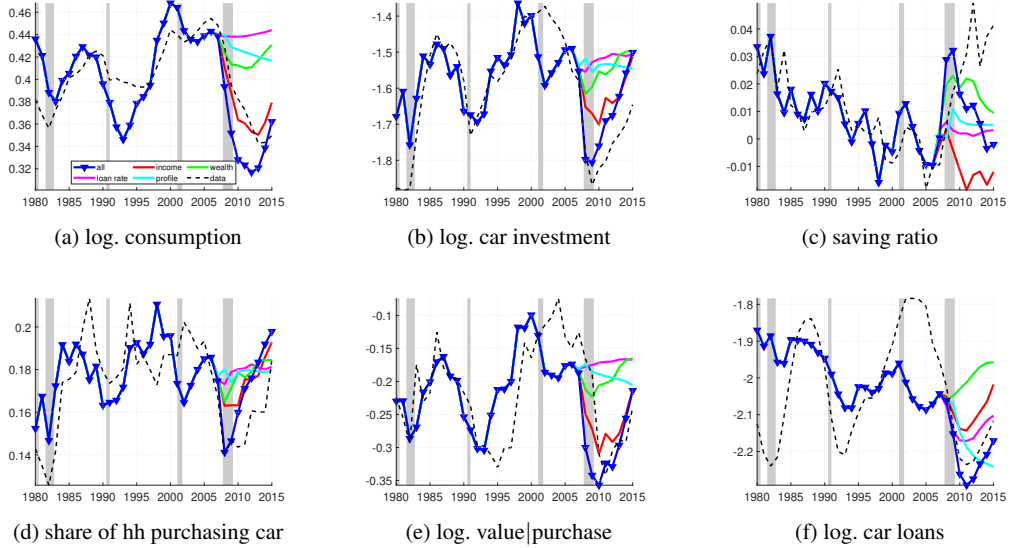 0.44
0.42
0.4
0.38
0.36
0.34
0.32
all
income
wealth
loan rate
profile
data
1980 1985 1990 1995 2000 2005 2010 2015
(a) log. consumption
-1.4
-1.5
-1.6
-1.7
-1.8
1980 1985 1990 1995 2000 2005 2010 2015
(b) log. car investment
0.04
0.03
0.02
0.01
0
-0.01
1980 1985 1990 1995 2000 2005 2010 2015
(c) saving ratio
0.2
0.18
0.16
0.14
1980 1985 1990 1995 2000 2005 2010 2015
(d) share of hh purchasing car
-0.1
-0.15
-0.2
-0.25
-0.3
-0.35
1980 1985 1990 1995 2000 2005 2010 2015
(e) log. value|purchase
-1.8
-1.9
-2
-2.1
-2.2
1980 1985 1990 1995 2000 2005 2010 2015
(f) log. car loans